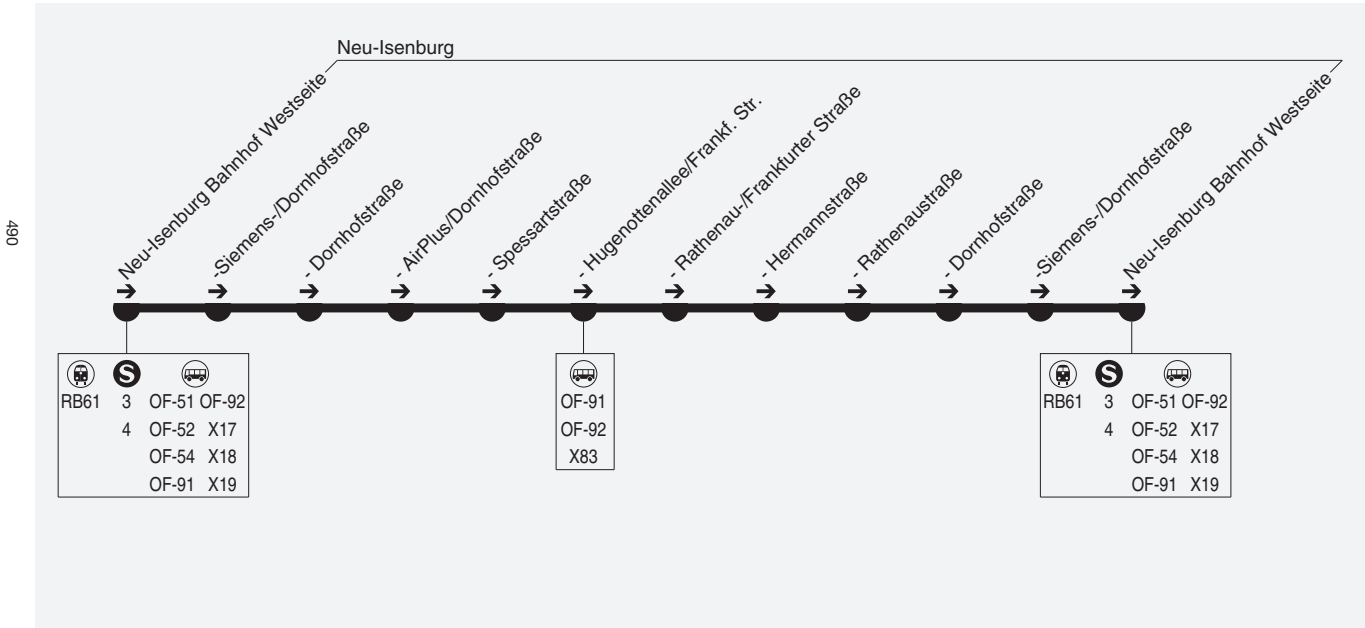 Neu-Isenburg
Neu-Isenburg Bahnhof Westseite
-Siemens-/Dornhofstraße
- Dornhofstraße
- AirPlus/Dornhofstraße
- Spessartstraße
- Hugenottenallee/Frankf. Str.
- Rathenau-/Frankfurter Straße
- Hermannstraße
- Rathenaustraße
- Dornhofstraße
-Siemens-/Dornhofstraße
Neu-Isenburg Bahnhof Westseite
490
S
RB61 3 OF-51 OF-92
4 OF-52 X17
OF-54 X18
OF-91 X19
OF-91
OF-92
X83
S
RB61 3 OF-51 OF-92
4 OF-52 X17
OF-54 X18
OF-91 X19